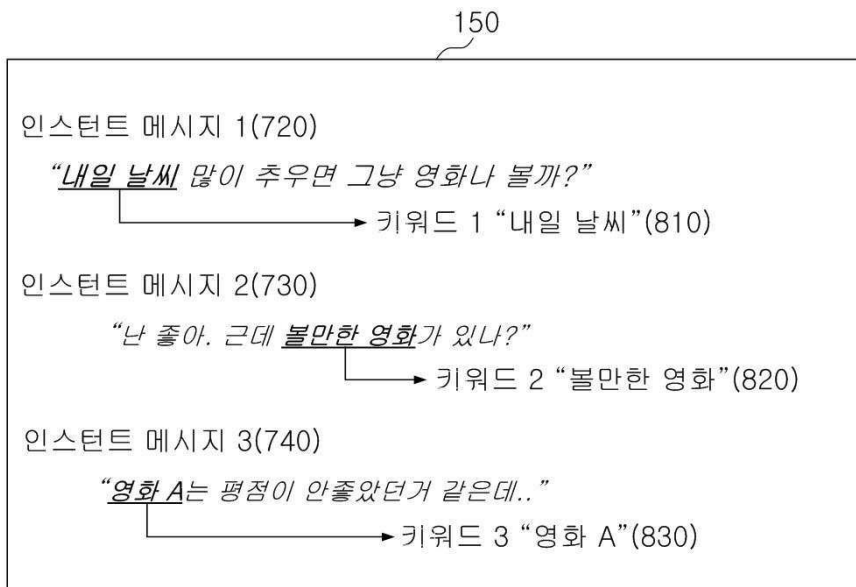 150
인스턴트 메시지 1(720)
“내일 날씨 많이 추우면 그냥 영화나 볼까?”
키워드 1 “내일 날씨”(810)
인스턴트 메시지 2(730)
“난 좋아. 근데 볼만한 영화가 있나?”
키워드 2 “볼만한 영화”(820)
인스턴트 메시지 3(740)
“영화 A는 평점이 안좋았던거 같은데..”
키워드 3 “영화 A”(830)